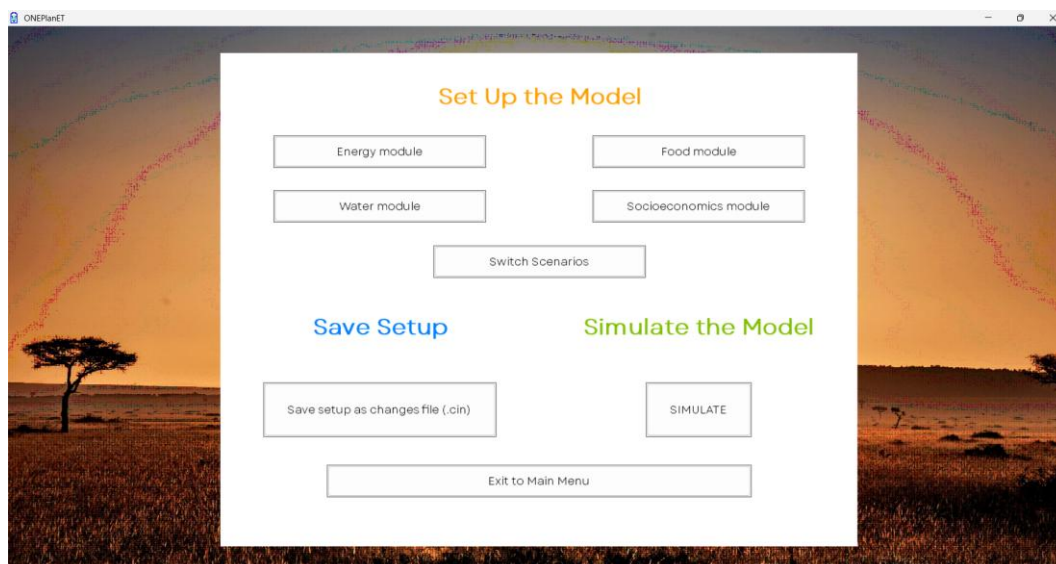 ONEPlanET
Set Up the Model
Energy module
Food module
Water module
Socioeconomics module
Switch Scenarios
Save Setup
Simulate the Model
Save setup as changes file (.cin)
SIMULATE
Exit to Main Menu